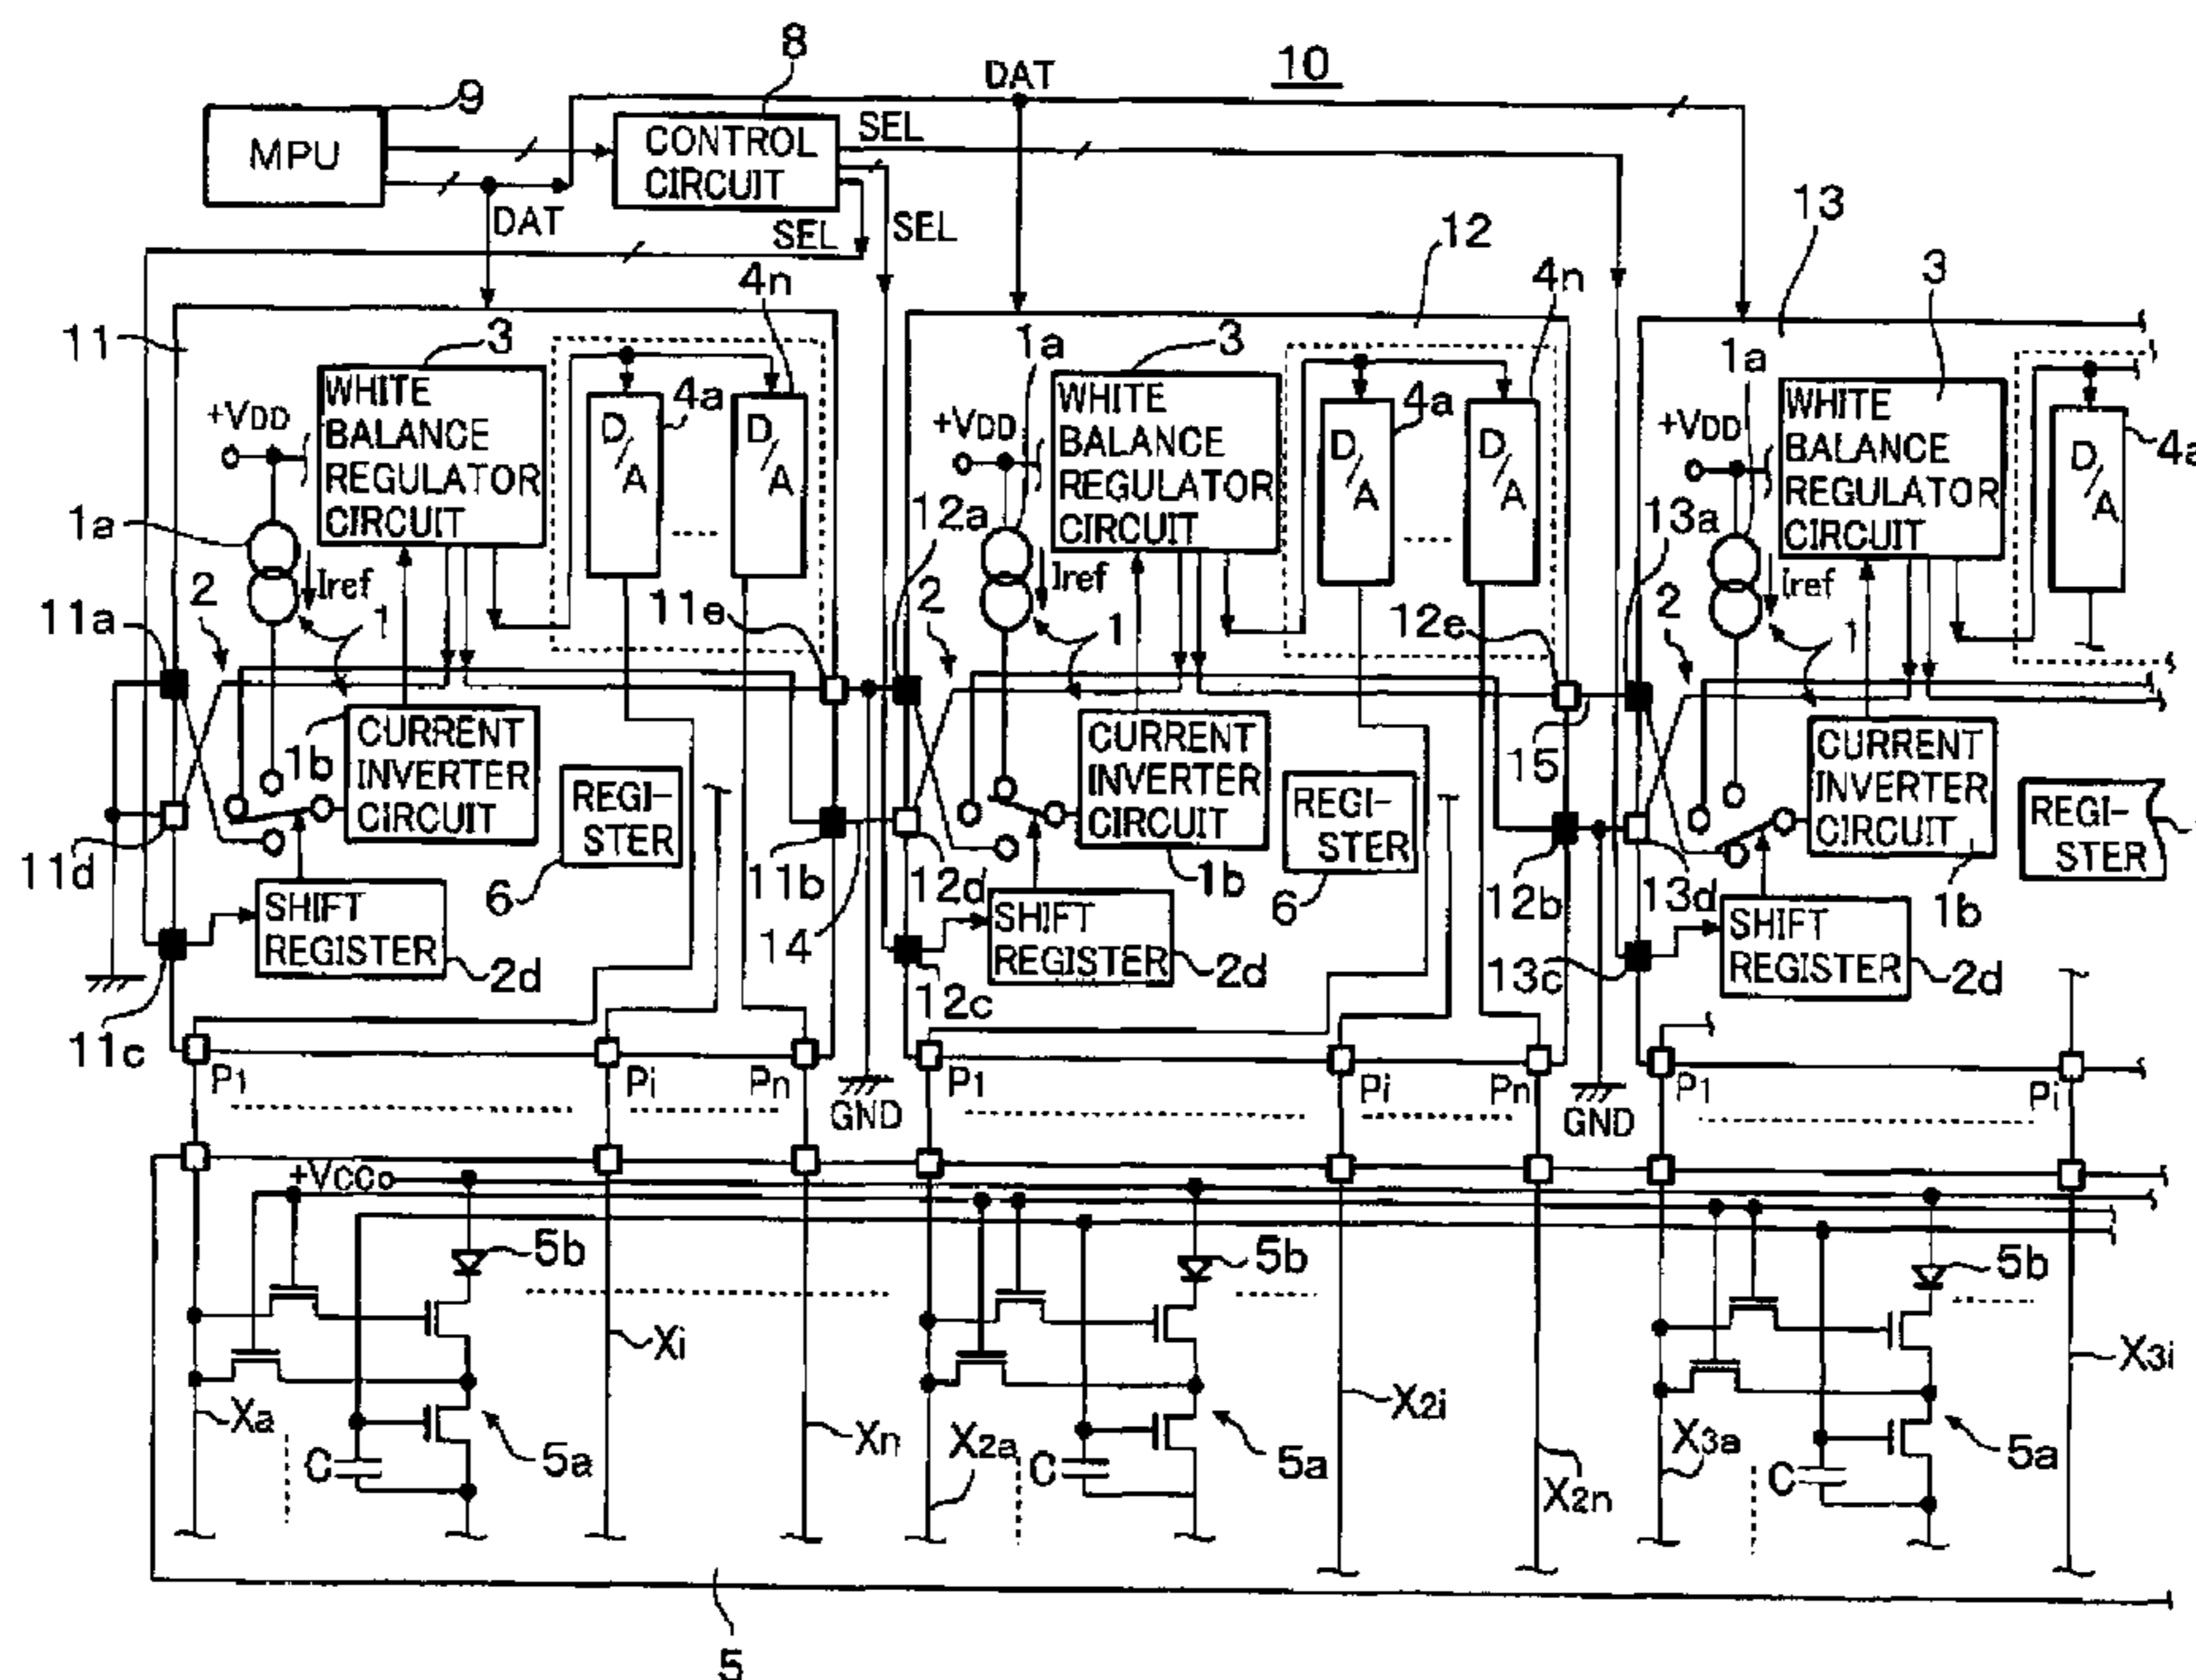 8
DAT
10
9
MPU
CONTROL
CIRCUIT
SEL
DAT
SEL
SEL
13
12
4n
4n
3
11
3
1a
3
1a
WHITE
BALANCE
REGULATOR
CIRCUIT
+VDD
D/A
4a
D/A
WHITE
BALANCE
REGULATOR
CIRCUIT
+VDD
D/A
4a
D/A
WHITE
BALANCE
REGULATOR
CIRCUIT
+VDD
D/A
4a
1a
12a
13a
Iref
Iref
Iref
11a
2
1
11e
2
1
12e
2
1
1b
CURRENT
INVERTER
CIRCUIT
REGI-
STER
CURRENT
INVERTER
CIRCUIT
REGI-
STER
15
CURRENT
INVERTER
CIRCUIT
REGI-
STER
11d
6
11b
12d
1b
6
12b
13d
1b
SHIFT
REGISTER
2d
14
SHIFT
REGISTER
2d
SHIFT
REGISTER
2d
11c
12c
13c
P1
Pi
Pn
GND
P1
Pi
Pn
GND
P1
Pi
+VCC
5b
5b
5b
Xa
Xi
Xn
X2a
X2i
X2n
X3a
X3i
C
5a
C
5a
C
5a
5